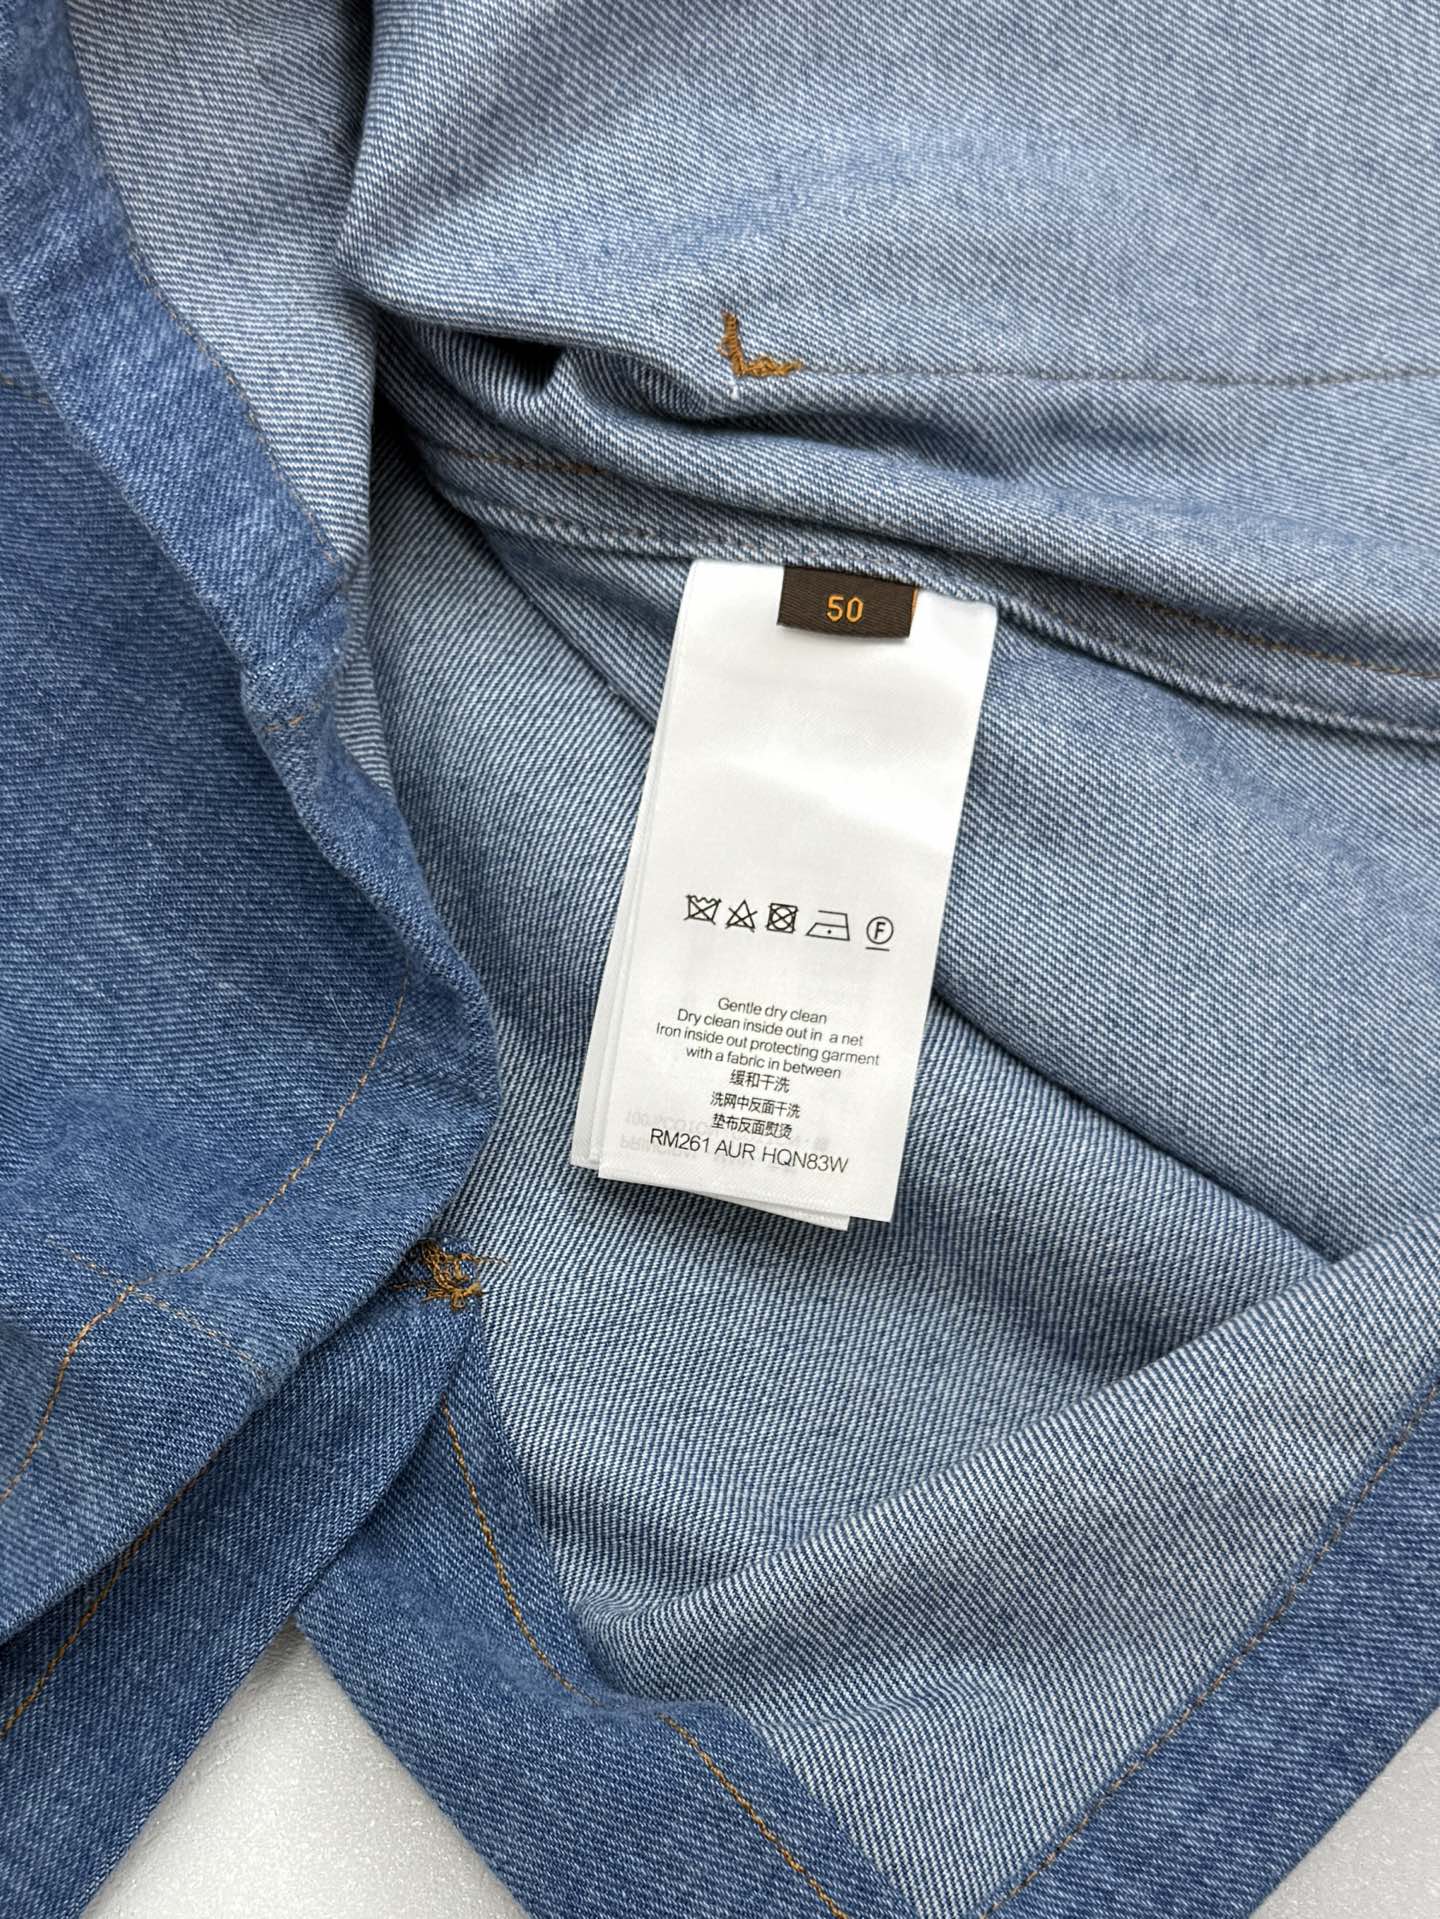 50
F
Gentle dry clean
Dry clean inside out in a net
Iron inside out protecting garment
with a fabric in between
缓和干洗
洗网中反面干洗
垫布反面熨烫
RM261 AUR HQN83W